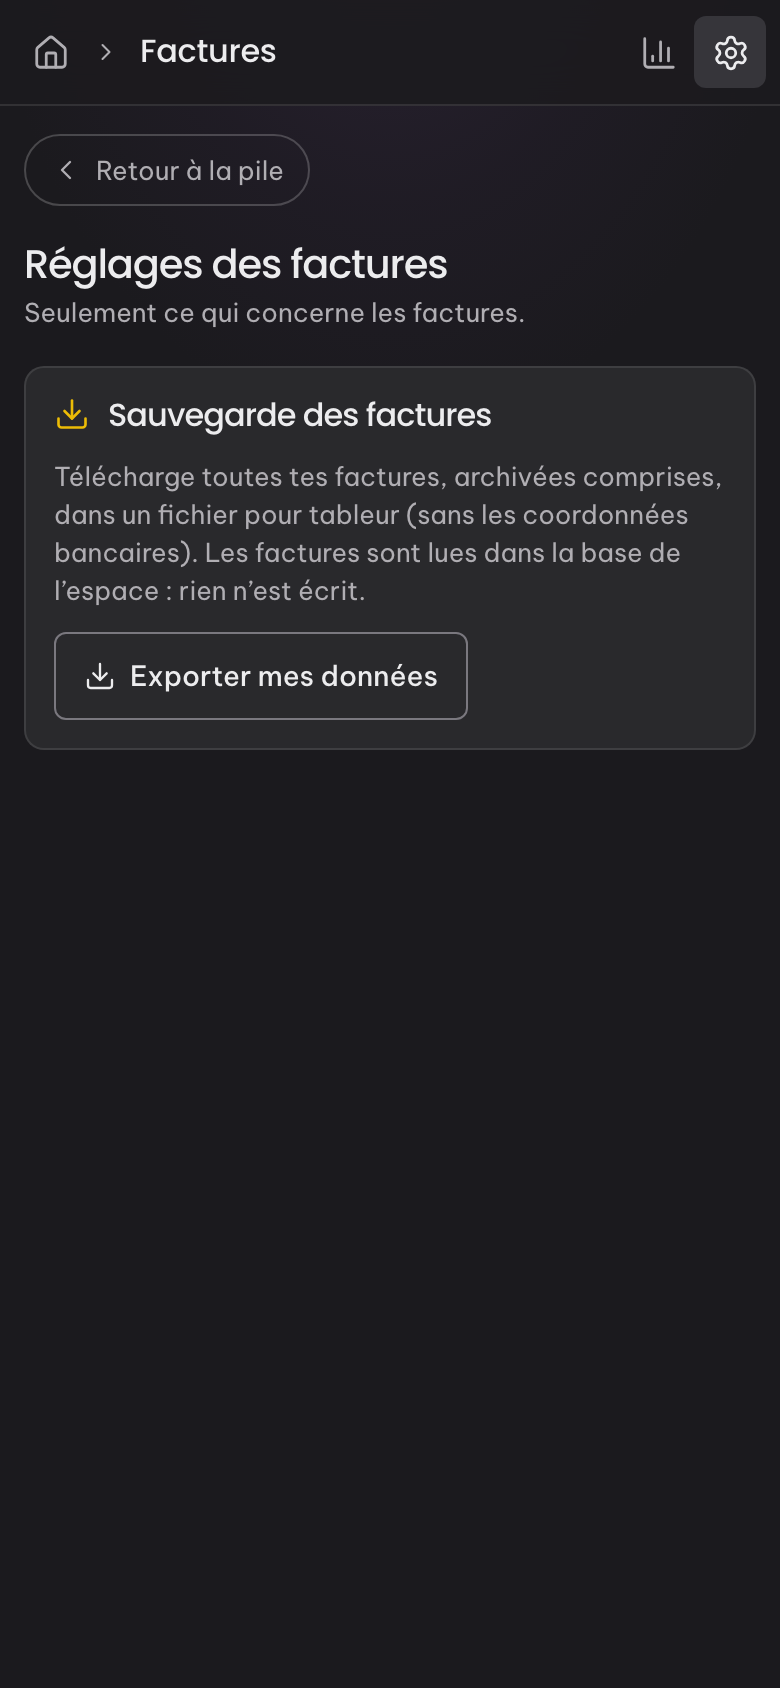 Factures
Retour à la pile
Réglages des factures
Seulement ce qui concerne les factures.
Sauvegarde des factures
Télécharge toutes tes factures, archivées comprises,
dans un fichier pour tableur (sans les coordonnées
bancaires). Les factures sont lues dans la base de
l’espace : rien n’est écrit.
Exporter mes données